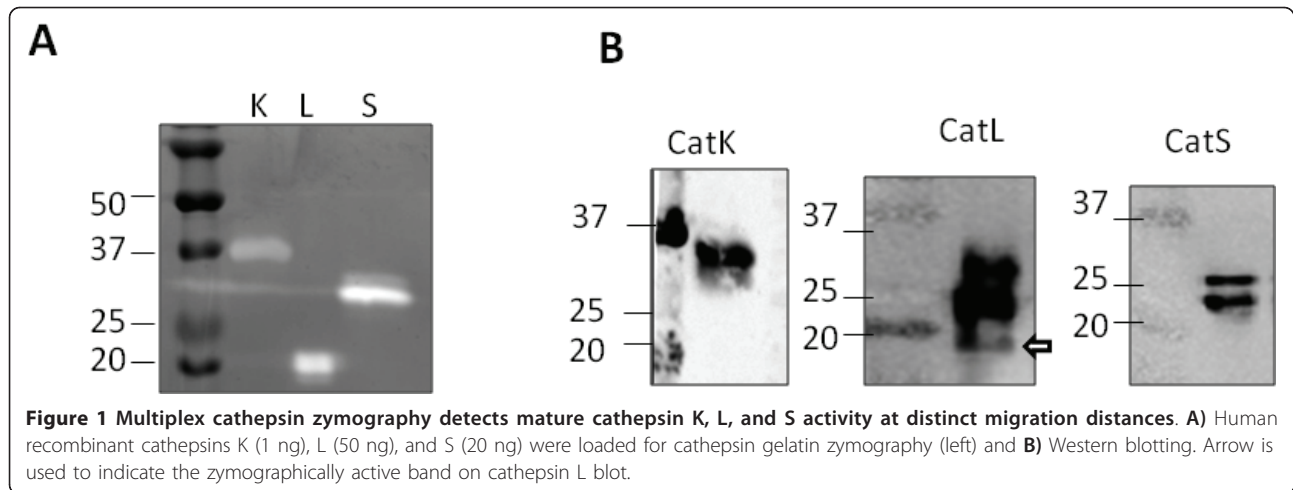 A
B
K L S
50
37
25
20
CatK
37
25
20
CatL
37
25
20
CatS
37
25
20
Figure 1 Multiplex cathepsin zymography detects mature cathepsin K, L, and S activity at distinct migration distances. A) Human
recombinant cathepsins K (1 ng), L (50 ng), and S (20 ng) were loaded for cathepsin gelatin zymography (left) and B) Western blotting. Arrow is
used to indicate the zymographically active band on cathepsin L blot.